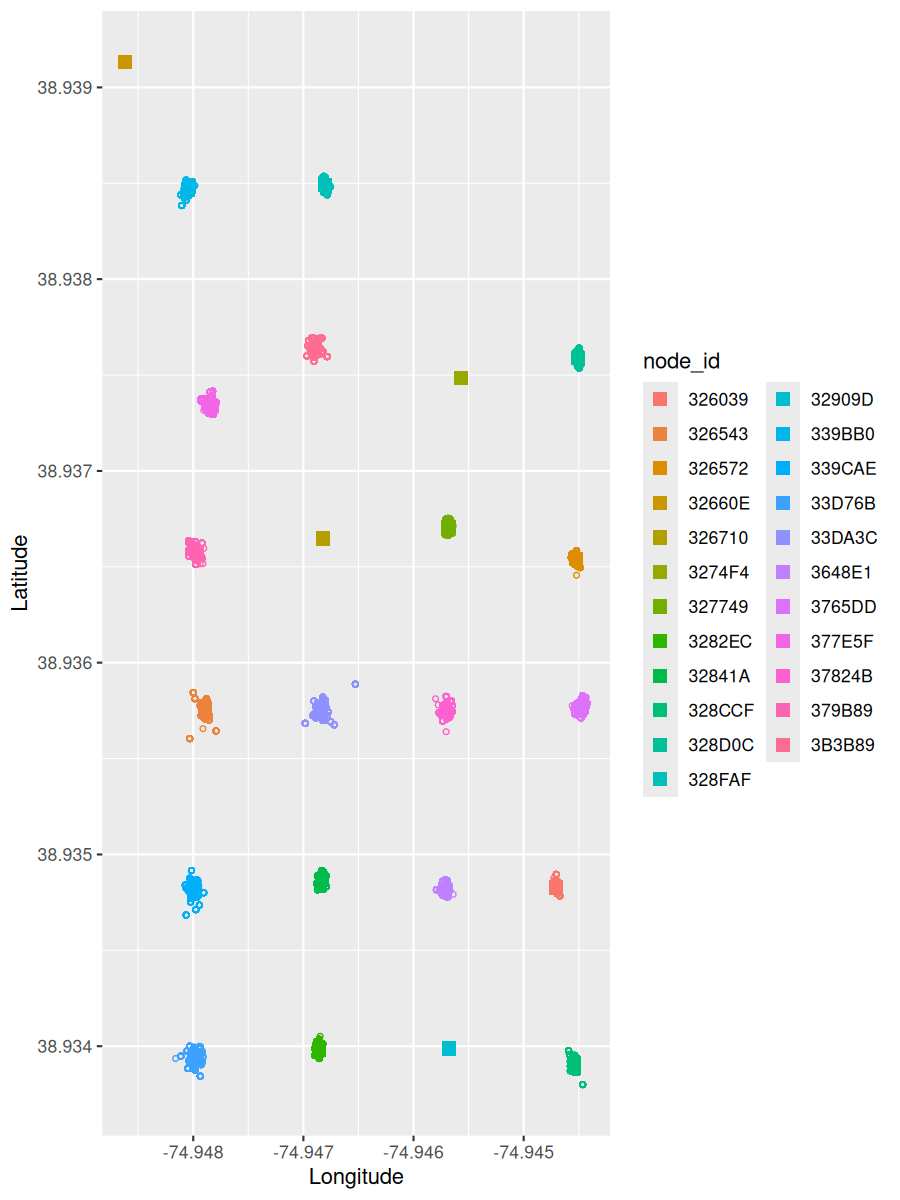 38.939
38.938
38.937
38.936
38.935
38.934
Latitude
-74.948 -74.947 -74.946 -74.945
Longitude
node_id
326039
326543
326572
32660E
326710
3274F4
327749
3282EC
32841A
328CCF
328D0C
328FAF
32909D
339BB0
339CAE
33D76B
33DA3C
3648E1
3765DD
377E5F
37824B
379B89
3B3B89